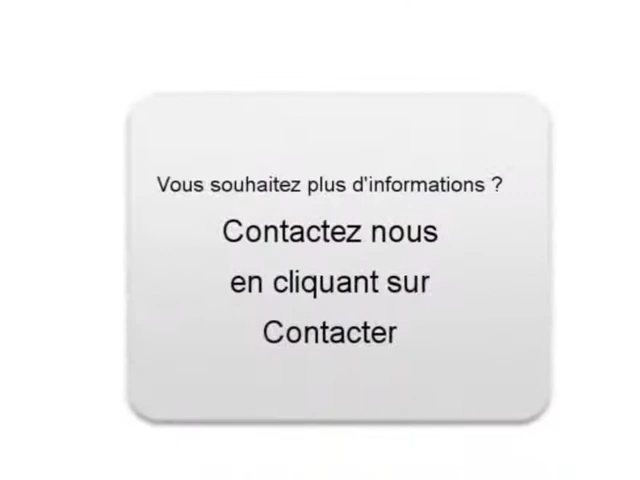 Vous souhaitez plus d'informations ?
Contactez nous
en cliquant sur
Contacter